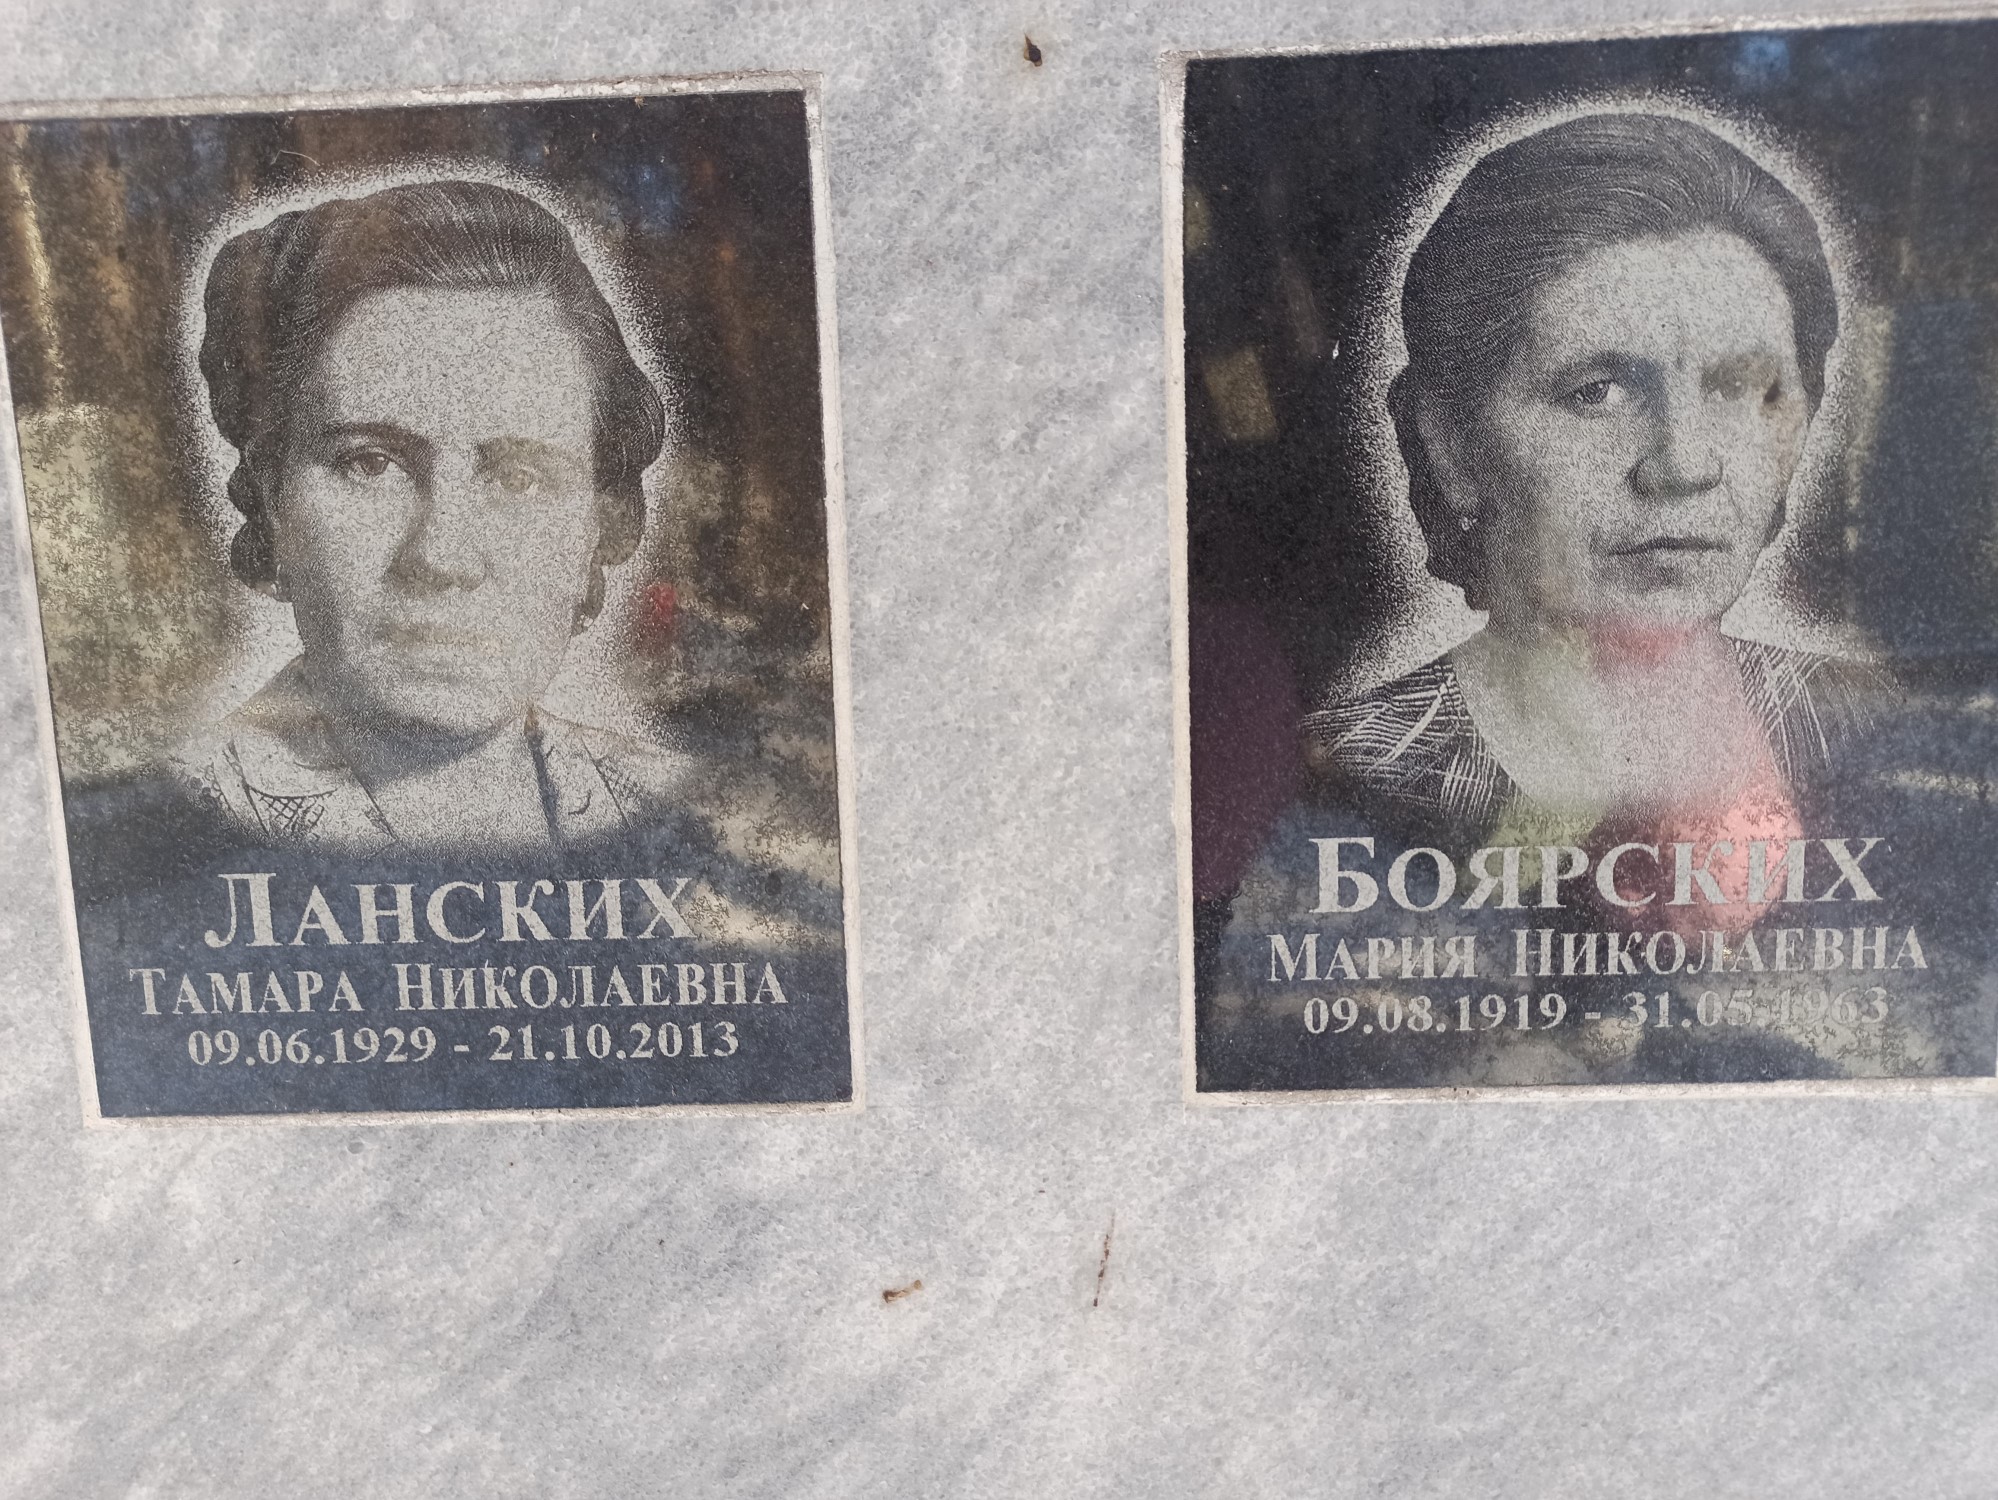 Ланских
Тамара Николаевна
09.06.1929 - 21.10.2013
Боярских
Мария Николаевна
09.08.1919 - 31.05.1963